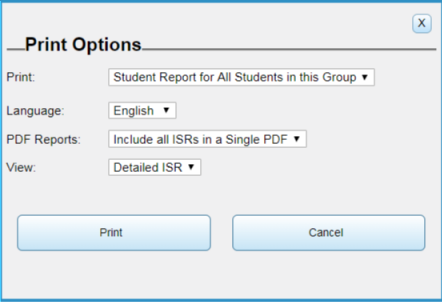 X
Print Options
Print: Student Report for All Students in this Group ▼
Language: English ▼
PDF Reports: Include all ISRs in a Single PDF ▼
View: Detailed ISR ▼
Print Cancel